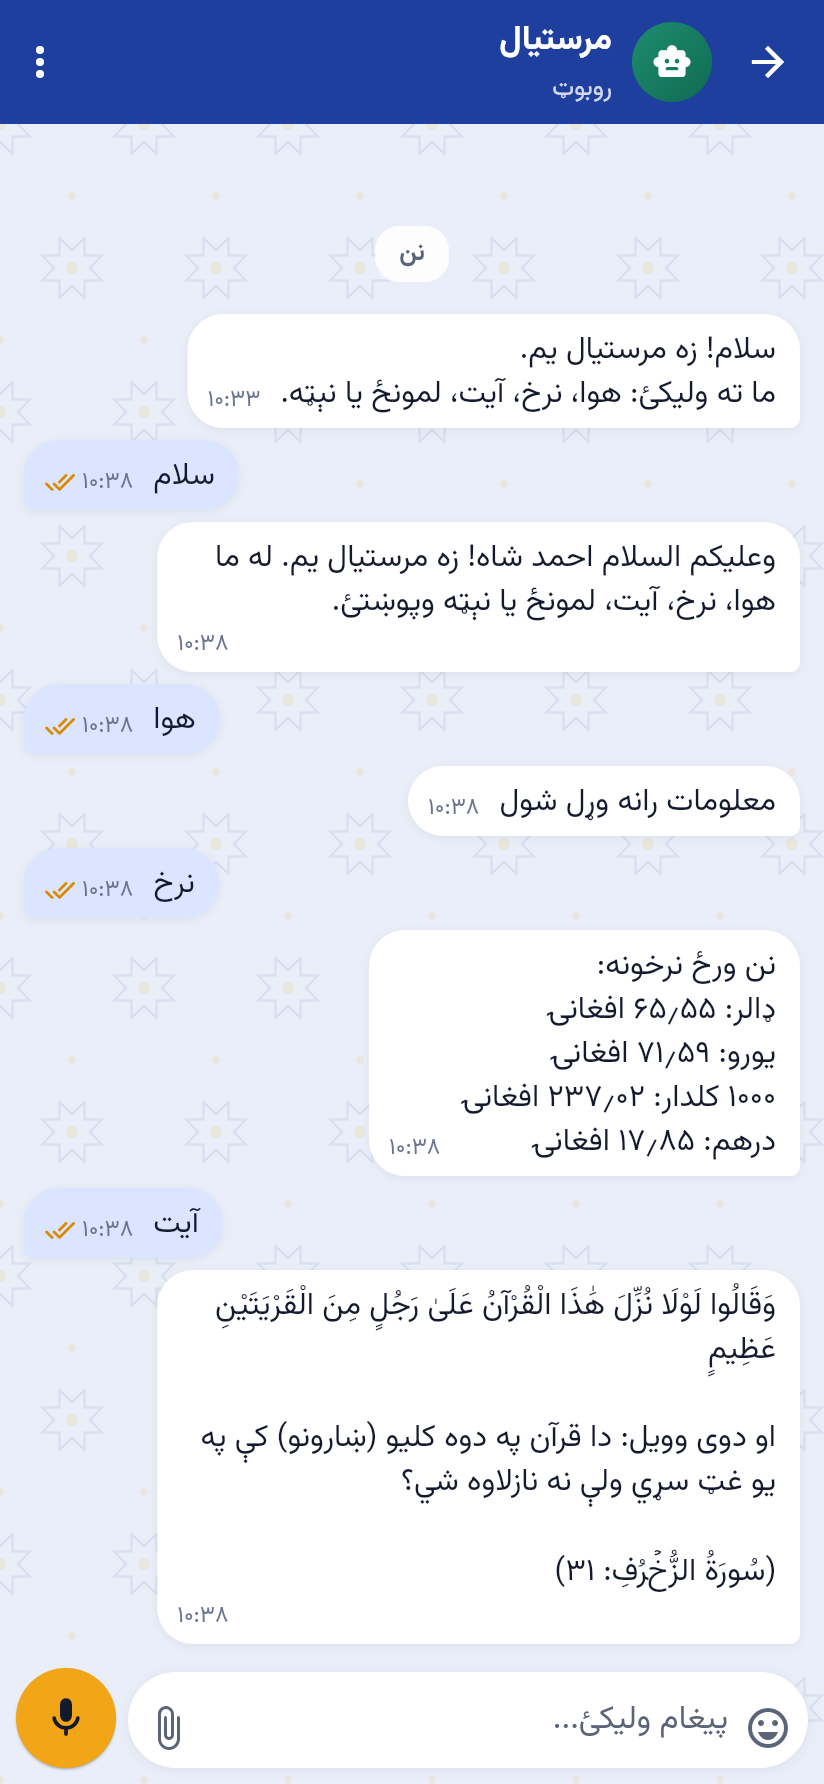 مرستیال
روبوټ
نن
سلام! زه مرستیال یم.
ما ته ولیکئ: هوا، نرخ، آیت، لمونځ یا نېټه.
۱۰:۳۳
سلام
۱۰:۳۸
وعلیکم السلام احمد شاه! زه مرستیال یم. له ما
هوا، نرخ، آیت، لمونځ یا نېټه وپوښتئ.
۱۰:۳۸
هوا
۱۰:۳۸
معلومات رانه وړل شول
۱۰:۳۸
نرخ
۱۰:۳۸
نن ورځ نرخونه:
ډالر: ۶۵٫۵۵ افغانۍ
یورو: ۷۱٫۵۹ افغانۍ
۱۰۰۰ کلدار: ۲۳۷٫۰۲ افغانۍ
درهم: ۱۷٫۸۵ افغانۍ
۱۰:۳۸
آیت
۱۰:۳۸
وَقَالُوا لَوْلَا نُزِّلَ هَٰذَا الْقُرْآنُ عَلَىٰ رَجُلٍ مِنَ الْقَرْيَتَيْنِ
عَظِيمٍ
او دوی وویل: دا قرآن په دوه کلیو (ښارونو) کې په
یو غټ سړي ولې نه نازلاوه شي؟
(سُورَةُ الزُّخۡرُفِ: ۳۱)
۱۰:۳۸
پیغام ولیکئ...